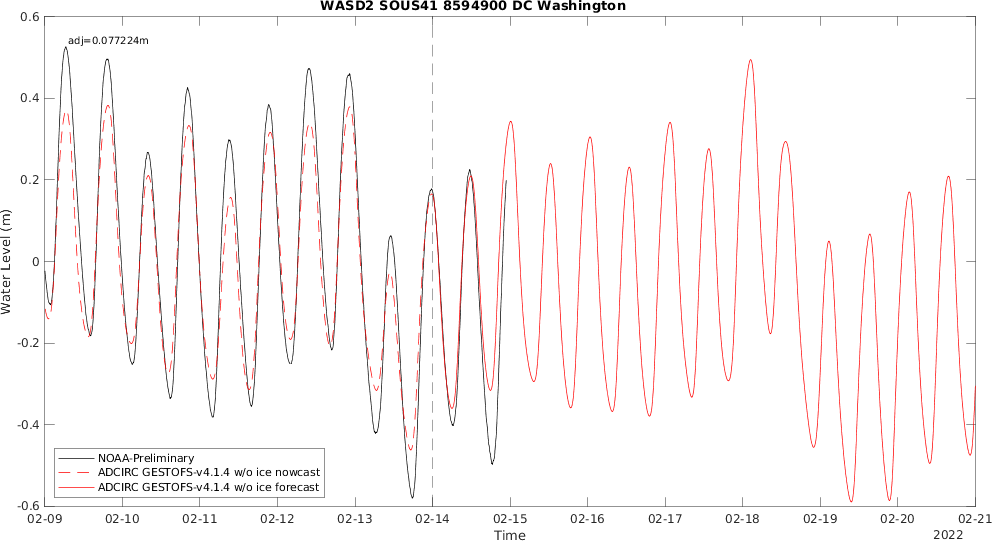 WASD2 SOUS41 8594900 DC Washington
adj=0.077224m
0.6
0.4
0.2
0
-0.2
-0.4
-0.6
Water Level (m)
NOAA-Preliminary
ADCIRC GESTOFS-v4.1.4 w/o ice nowcast
ADCIRC GESTOFS-v4.1.4 w/o ice forecast
02-09 02-10 02-11 02-12 02-13 02-14 02-15 02-16 02-17 02-18 02-19 02-20 02-21
Time
2022